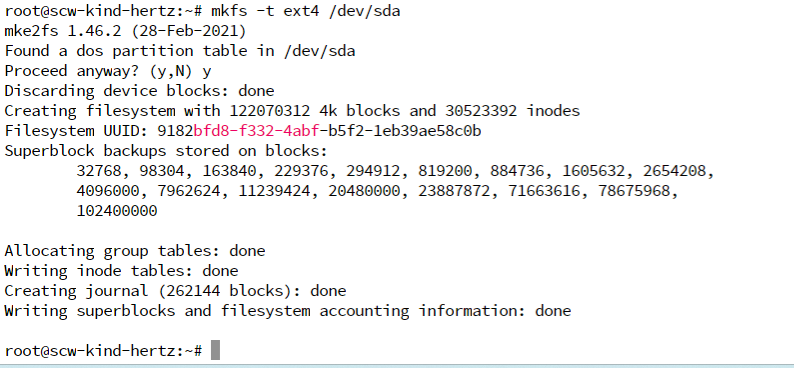 root@scw-kind-hertz:~# mkfs -t ext4 /dev/sda
mke2fs 1.46.2 (28-Feb-2021)
Found a dos partition table in /dev/sda
Proceed anyway? (y,N) y
Discarding device blocks: done
Creating filesystem with 122070312 4k blocks and 30523392 inodes
Filesystem UUID: 9182bfd8-f332-4abf-b5f2-1eb39ae58c0b
Superblock backups stored on blocks:
32768, 98304, 163840, 229376, 294912, 819200, 884736, 1605632, 2654208,
4096000, 7962624, 11239424, 20480000, 23887872, 71663616, 78675968,
102400000
Allocating group tables: done
Writing inode tables: done
Creating journal (262144 blocks): done
Writing superblocks and filesystem accounting information: done
root@scw-kind-hertz:~#